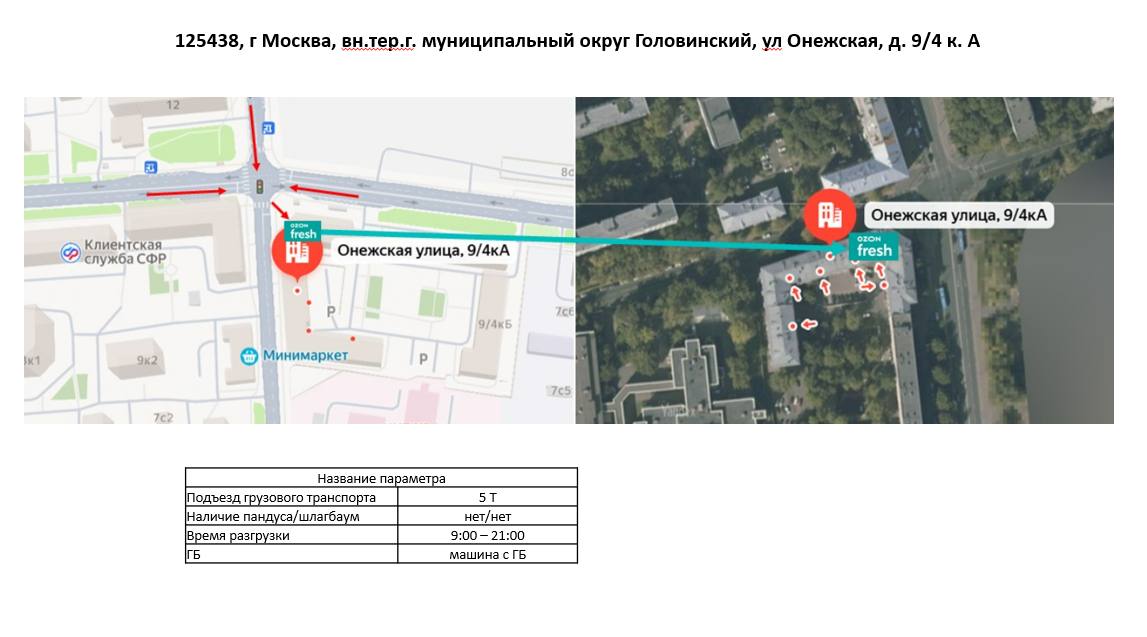 125438, г Москва, вн.тер.г. муниципальный округ Головинский, ул Онежская, д. 9/4 к. А
12
8с
OZON
fresh
Онежская улица, 9/4кА
Клиентская
служба СФР
P
9/4кБ
7с6
к1
9к2
Минимаркет
P
7с5
7с2
Онежская улица, 9/4кА
OZON
fresh
Название параметра
Подъезд грузового транспорта 5 Т
Наличие пандуса/шлагбаум нет/нет
Время разгрузки 9:00 – 21:00
ГБ машина с ГБ